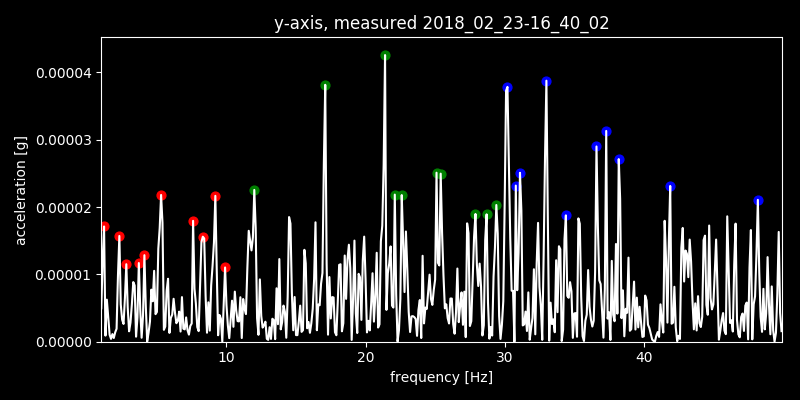 y-axis, measured 2018_02_23-16_40_02
acceleration [g]
0.00004
0.00003
0.00002
0.00001
0.00000
10 20 30 40
frequency [Hz]